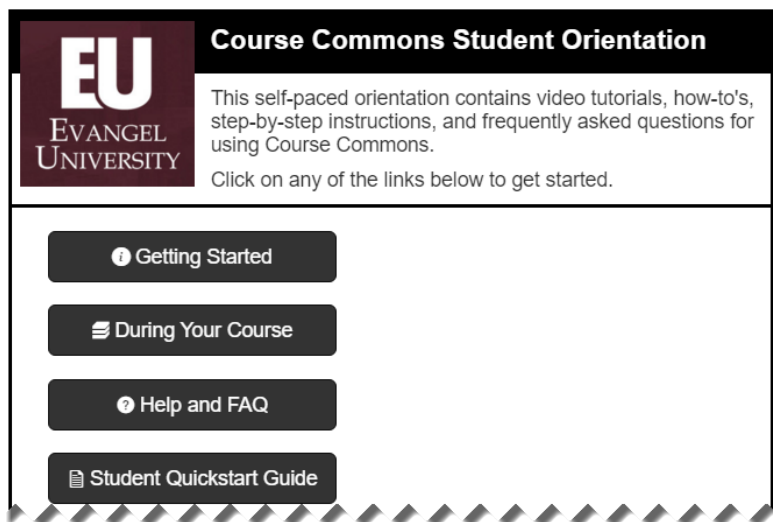 EU
EVANGEL
UNIVERSITY
Course Commons Student Orientation
This self-paced orientation contains video tutorials, how-to's,
step-by-step instructions, and frequently asked questions for
using Course Commons.
Click on any of the links below to get started.
Getting Started
During Your Course
Help and FAQ
Student Quickstart Guide